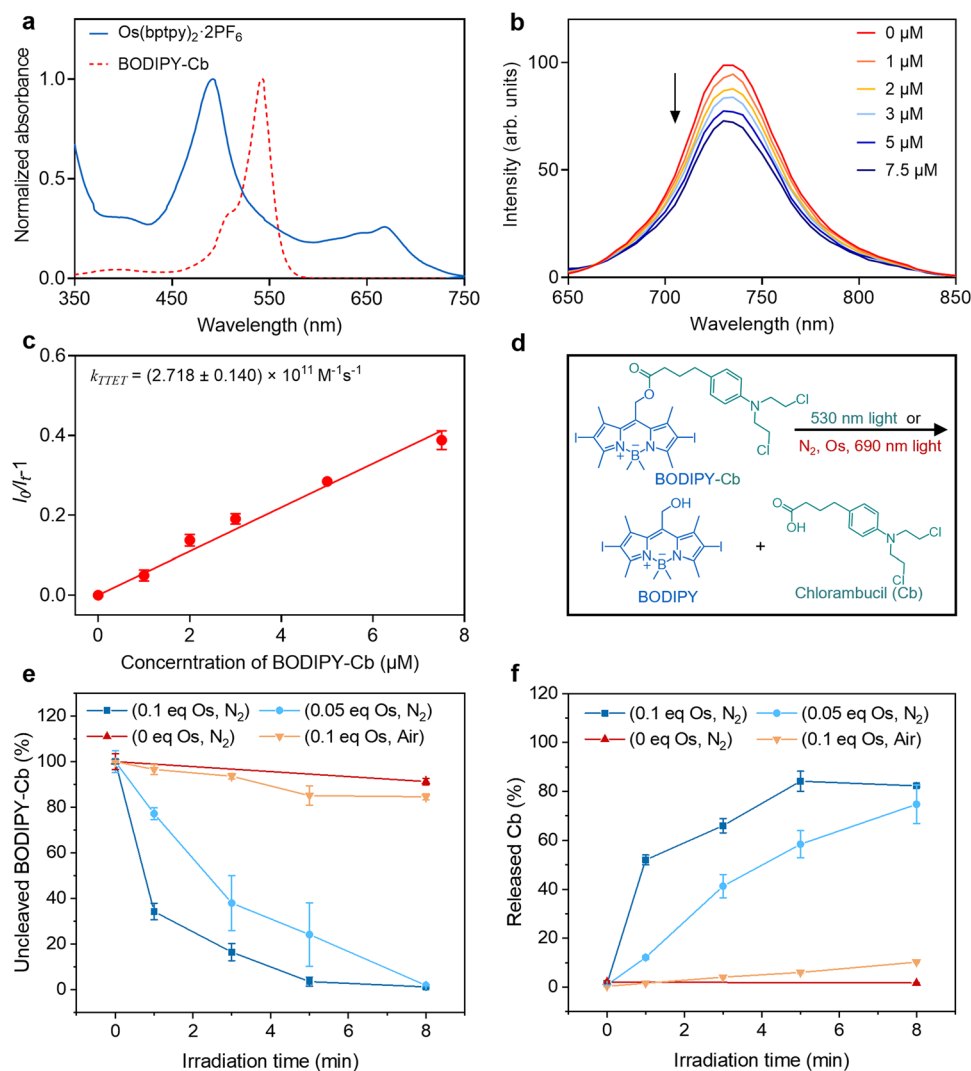 a
Os(bptpy)₂·2PF₆
BODIPY-Cb
1.0
0.5
0.0
Normalized absorbance
350
450
550
650
750
Wavelength (nm)
b
0 µM
1 µM
2 µM
3 µM
5 µM
7.5 µM
100
50
0
Intensity (arb. units)
650
700
750
800
850
Wavelength (nm)
c
k_TTET = (2.718 ± 0.140) × 10¹¹ M⁻¹s⁻¹
0.4
0.2
0.0
I₀/Iₜ-1
0
2
4
6
8
Concerntration of BODIPY-Cb (µM)
d
O
O
N
Cl
Cl
I
I
N
+
B
−
N
BODIPY-Cb
530 nm light or
N₂, Os, 690 nm light
OH
I
I
N
+
B
−
N
BODIPY
+
O
OH
N
Cl
Cl
Chlorambucil (Cb)
e
(0.1 eq Os, N₂)
(0.05 eq Os, N₂)
(0 eq Os, N₂)
(0.1 eq Os, Air)
120
100
80
60
40
20
0
Uncleaved BODIPY-Cb (%)
0
2
4
6
8
Irradiation time (min)
f
(0.1 eq Os, N₂)
(0.05 eq Os, N₂)
(0 eq Os, N₂)
(0.1 eq Os, Air)
120
100
80
60
40
20
0
Released Cb (%)
0
2
4
6
8
Irradiation time (min)